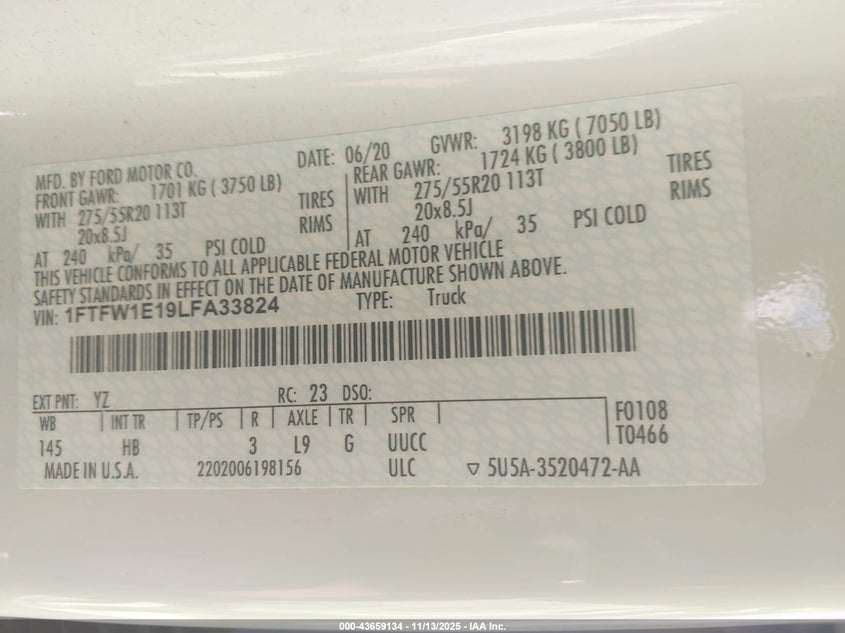 MFD. BY FORD MOTOR CO. DATE: 06/20 GVWR: 3198 KG ( 7050 LB)
FRONT GAWR: 1701 KG ( 3750 LB) REAR GAWR: 1724 KG ( 3800 LB)
WITH 275/55R20 113T TIRES WITH 275/55R20 113T TIRES
20x8.5J RIMS 20x8.5J RIMS
AT 240 kPa/ 35 PSI COLD AT 240 kPa/ 35 PSI COLD
THIS VEHICLE CONFORMS TO ALL APPLICABLE FEDERAL MOTOR VEHICLE
SAFETY STANDARDS IN EFFECT ON THE DATE OF MANUFACTURE SHOWN ABOVE.
VIN: 1FTFW1E19LFA33824 TYPE: Truck
EXT PNT: YZ RC: 23 DSO:
WB INT TR TP/PS R AXLE TR SPR F0108
145 HB 3 L9 G UUCC T0466
MADE IN U.S.A. 2202006198156 ULC ▽ 5U5A-3520472-AA
000-43659134 - 11/13/2025 - IAA Inc.